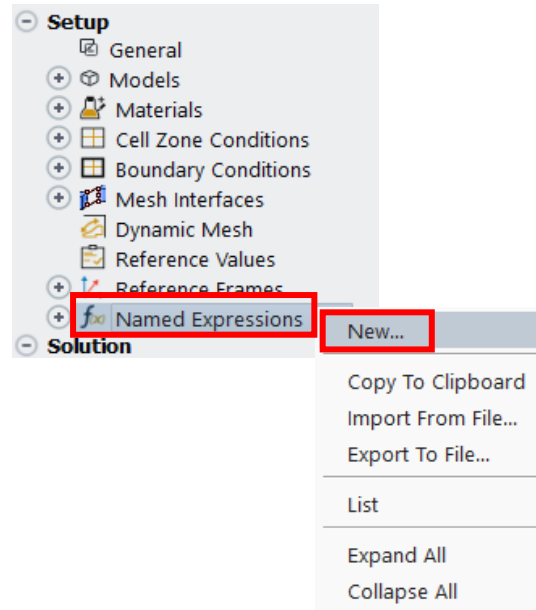 Setup
General
Models
Materials
Cell Zone Conditions
Boundary Conditions
Mesh Interfaces
Dynamic Mesh
Reference Values
Reference Frames
Named Expressions
Solution
New...
Copy To Clipboard
Import From File...
Export To File...
List
Expand All
Collapse All